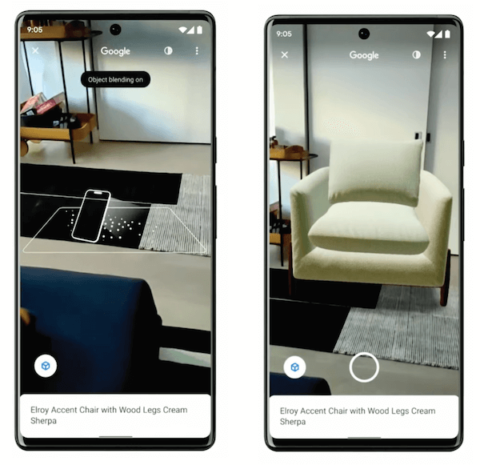 9:05
Google
Object blending on
Elroy Accent Chair with Wood Legs Cream
Sherpa
9:05
Google
Elroy Accent Chair with Wood Legs Cream
Sherpa